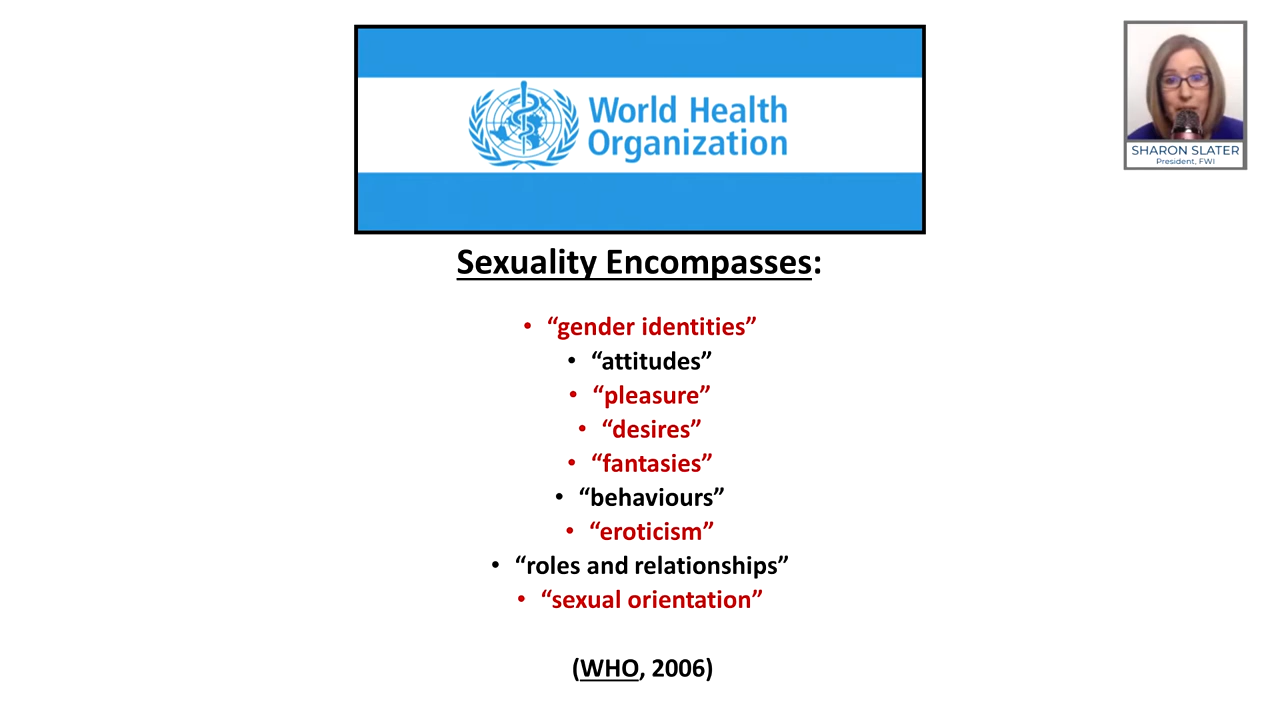 World Health
Organization
SHARON SLATER
President, FWI
Sexuality Encompasses:
• “gender identities”
• “attitudes”
• “pleasure”
• “desires”
• “fantasies”
• “behaviours”
• “eroticism”
• “roles and relationships”
• “sexual orientation”
(WHO, 2006)